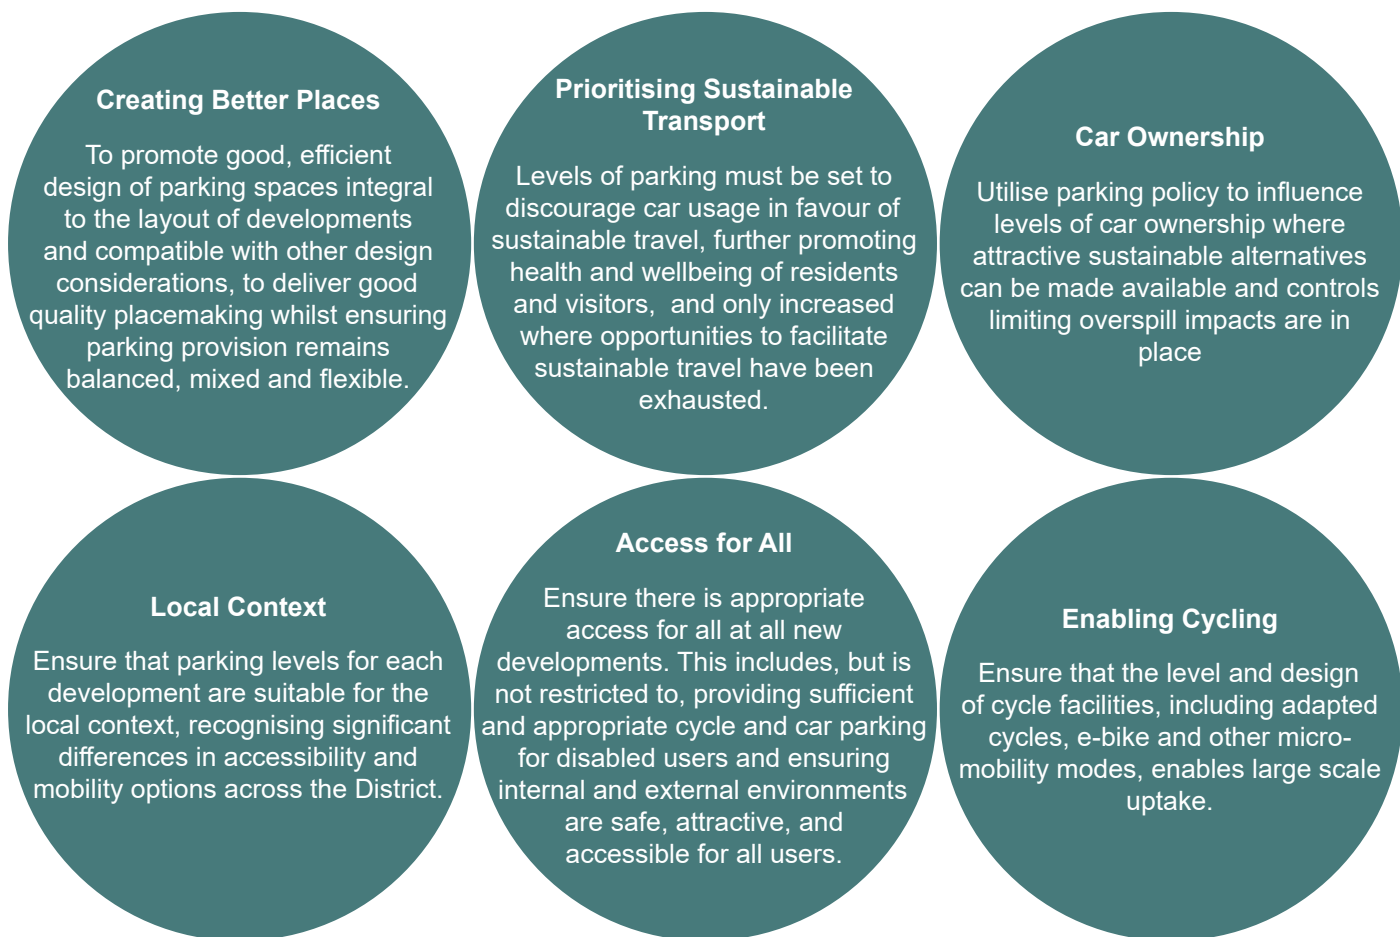 Creating Better Places
To promote good, efficient
design of parking spaces integral
to the layout of developments
and compatible with other design
considerations, to deliver good
quality placemaking whilst ensuring
parking provision remains
balanced, mixed and flexible.
Prioritising Sustainable
Transport
Levels of parking must be set to
discourage car usage in favour of
sustainable travel, further promoting
health and wellbeing of residents
and visitors,  and only increased
where opportunities to facilitate
sustainable travel have been
exhausted.
Car Ownership
Utilise parking policy to influence
levels of car ownership where
attractive sustainable alternatives
can be made available and controls
limiting overspill impacts are in
place
Local Context
Ensure that parking levels for each
development are suitable for the
local context, recognising significant
differences in accessibility and
mobility options across the District.
Access for All
Ensure there is appropriate
access for all at all new
developments. This includes, but is
not restricted to, providing sufficient
and appropriate cycle and car parking
for disabled users and ensuring
internal and external environments
are safe, attractive, and
accessible for all users.
Enabling Cycling
Ensure that the level and design
of cycle facilities, including adapted
cycles, e-bike and other micro-
mobility modes, enables large scale
uptake.